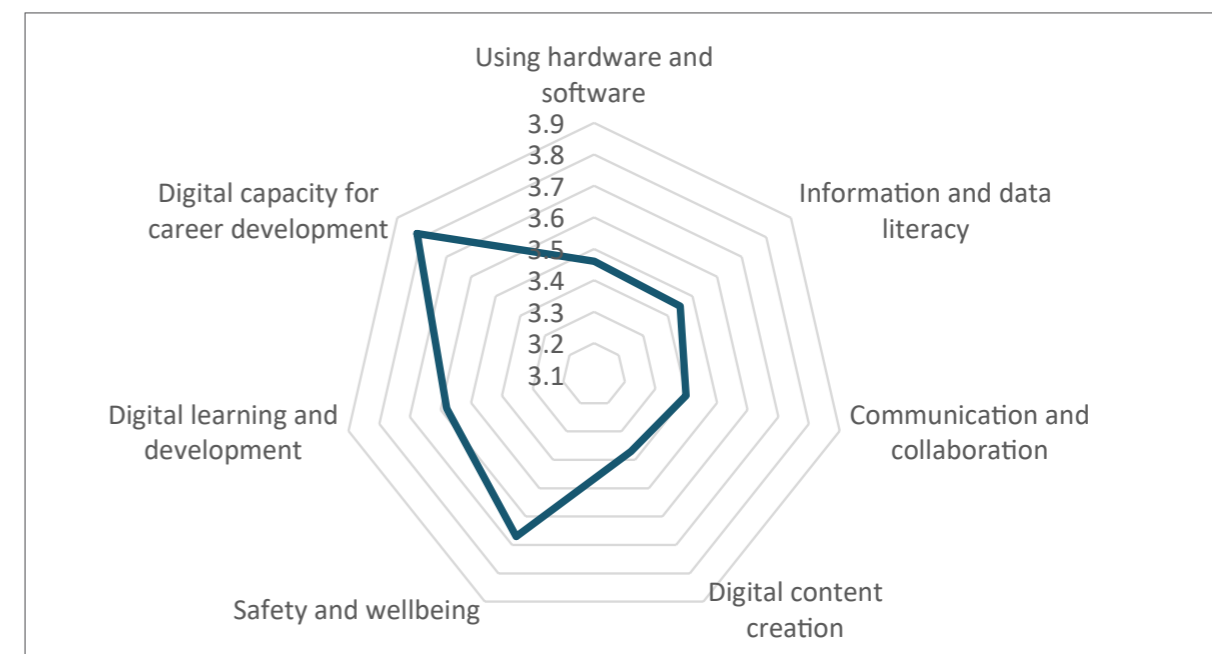 Using hardware and
software
3.9
3.8
3.7
3.6
3.5
3.4
3.3
3.2
3.1
Information and data
literacy
Communication and
collaboration
Digital content
creation
Safety and wellbeing
Digital learning and
development
Digital capacity for
career development